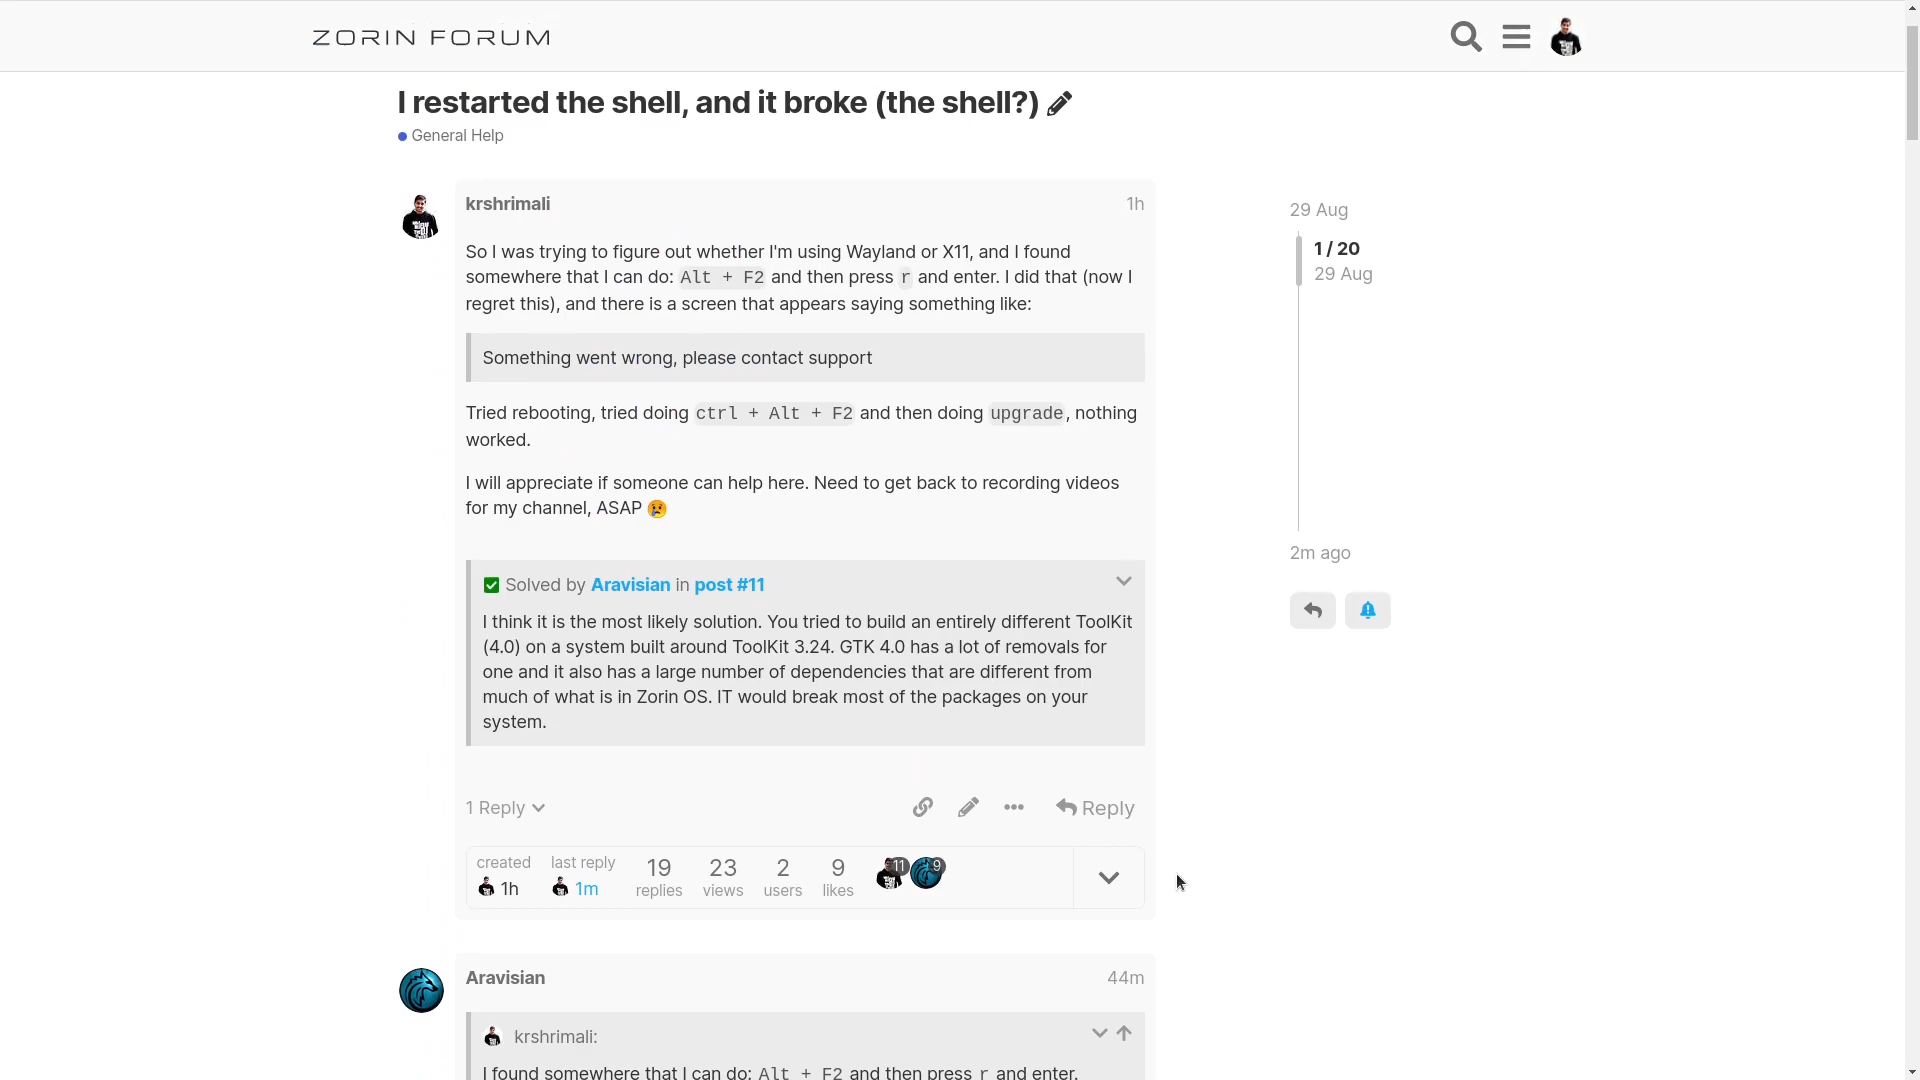 ZORIN FORUM
I restarted the shell, and it broke (the shell?)
General Help
krshrimali 1h
So I was trying to figure out whether I'm using Wayland or X11, and I found
somewhere that I can do: Alt + F2 and then press r and enter. I did that (now I
regret this), and there is a screen that appears saying something like:
Something went wrong, please contact support
Tried rebooting, tried doing ctrl + Alt + F2 and then doing upgrade, nothing
worked.
I will appreciate if someone can help here. Need to get back to recording videos
for my channel, ASAP 😢
Solved by Aravisian in post #11
I think it is the most likely solution. You tried to build an entirely different ToolKit
(4.0) on a system built around ToolKit 3.24. GTK 4.0 has a lot of removals for
one and it also has a large number of dependencies that are different from
much of what is in Zorin OS. IT would break most of the packages on your
system.
1 Reply Reply
created last reply 19 23 2 9 11 9
1h 1m replies views users likes
29 Aug
1 / 20
29 Aug
2m ago
Aravisian 44m
krshrimali:
I found somewhere that I can do: Alt + F2 and then press r and enter.